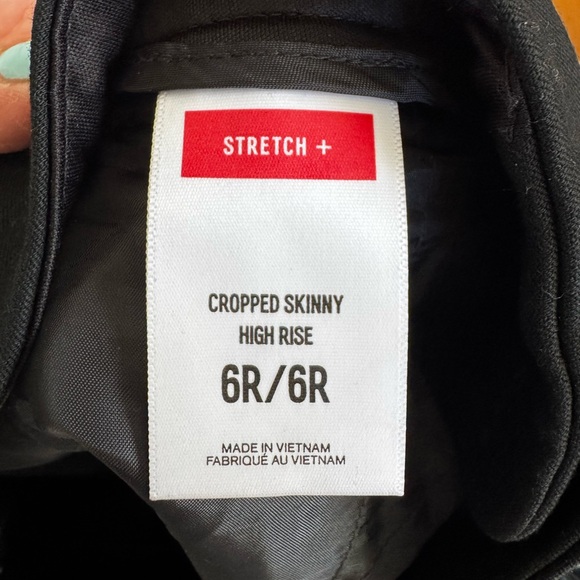 STRETCH +
CROPPED SKINNY
HIGH RISE
6R/6R
MADE IN VIETNAM
FABRIQUÉ AU VIETNAM